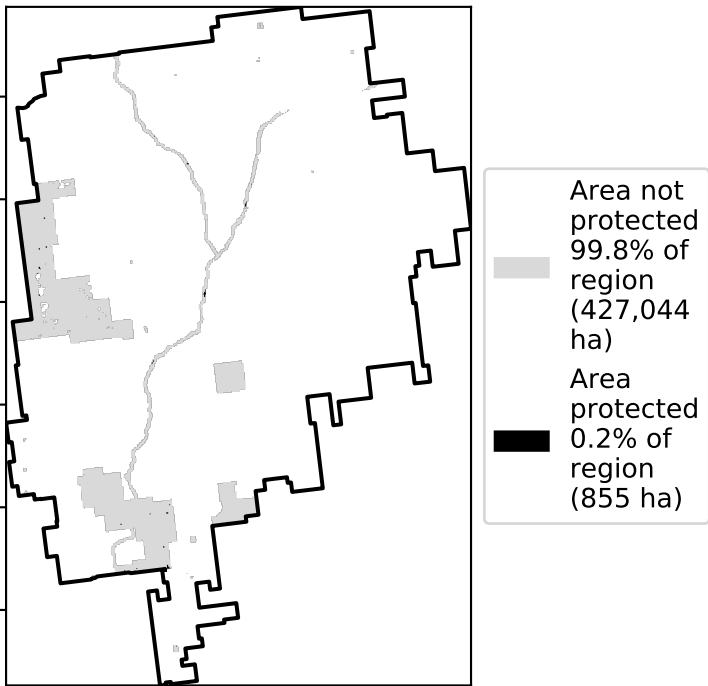 Area not
protected
99.8% of
region
(427,044
ha)
Area
protected
0.2% of
region
(855 ha)